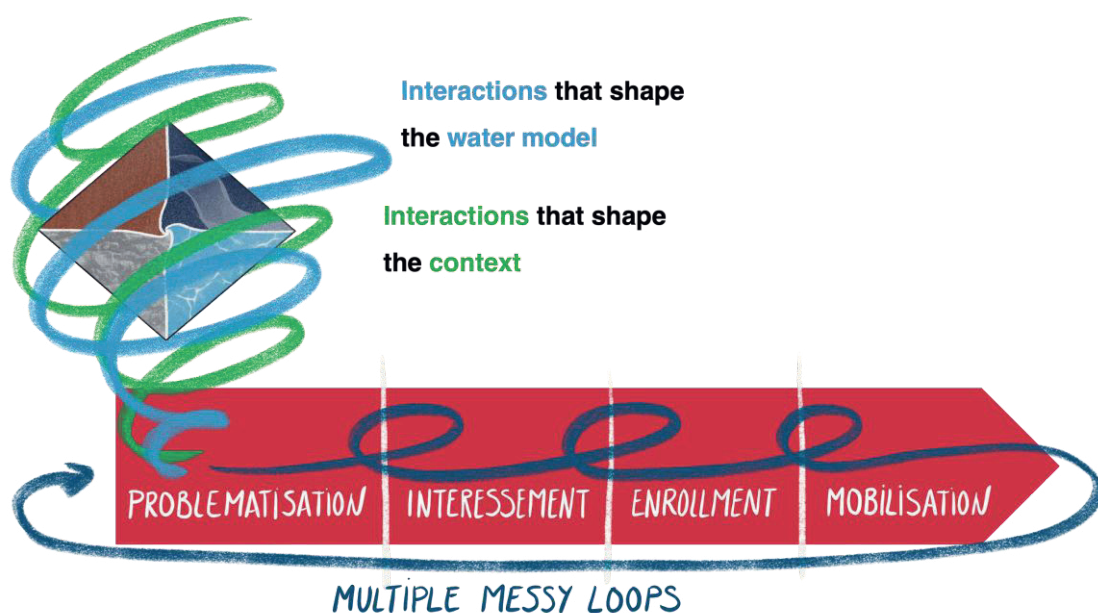 Interactions that shape
the water model
Interactions that shape
the context
PROBLEMATISATION
INTERESSEMENT
ENROLLMENT
MOBILISATION
MULTIPLE MESSY LOOPS